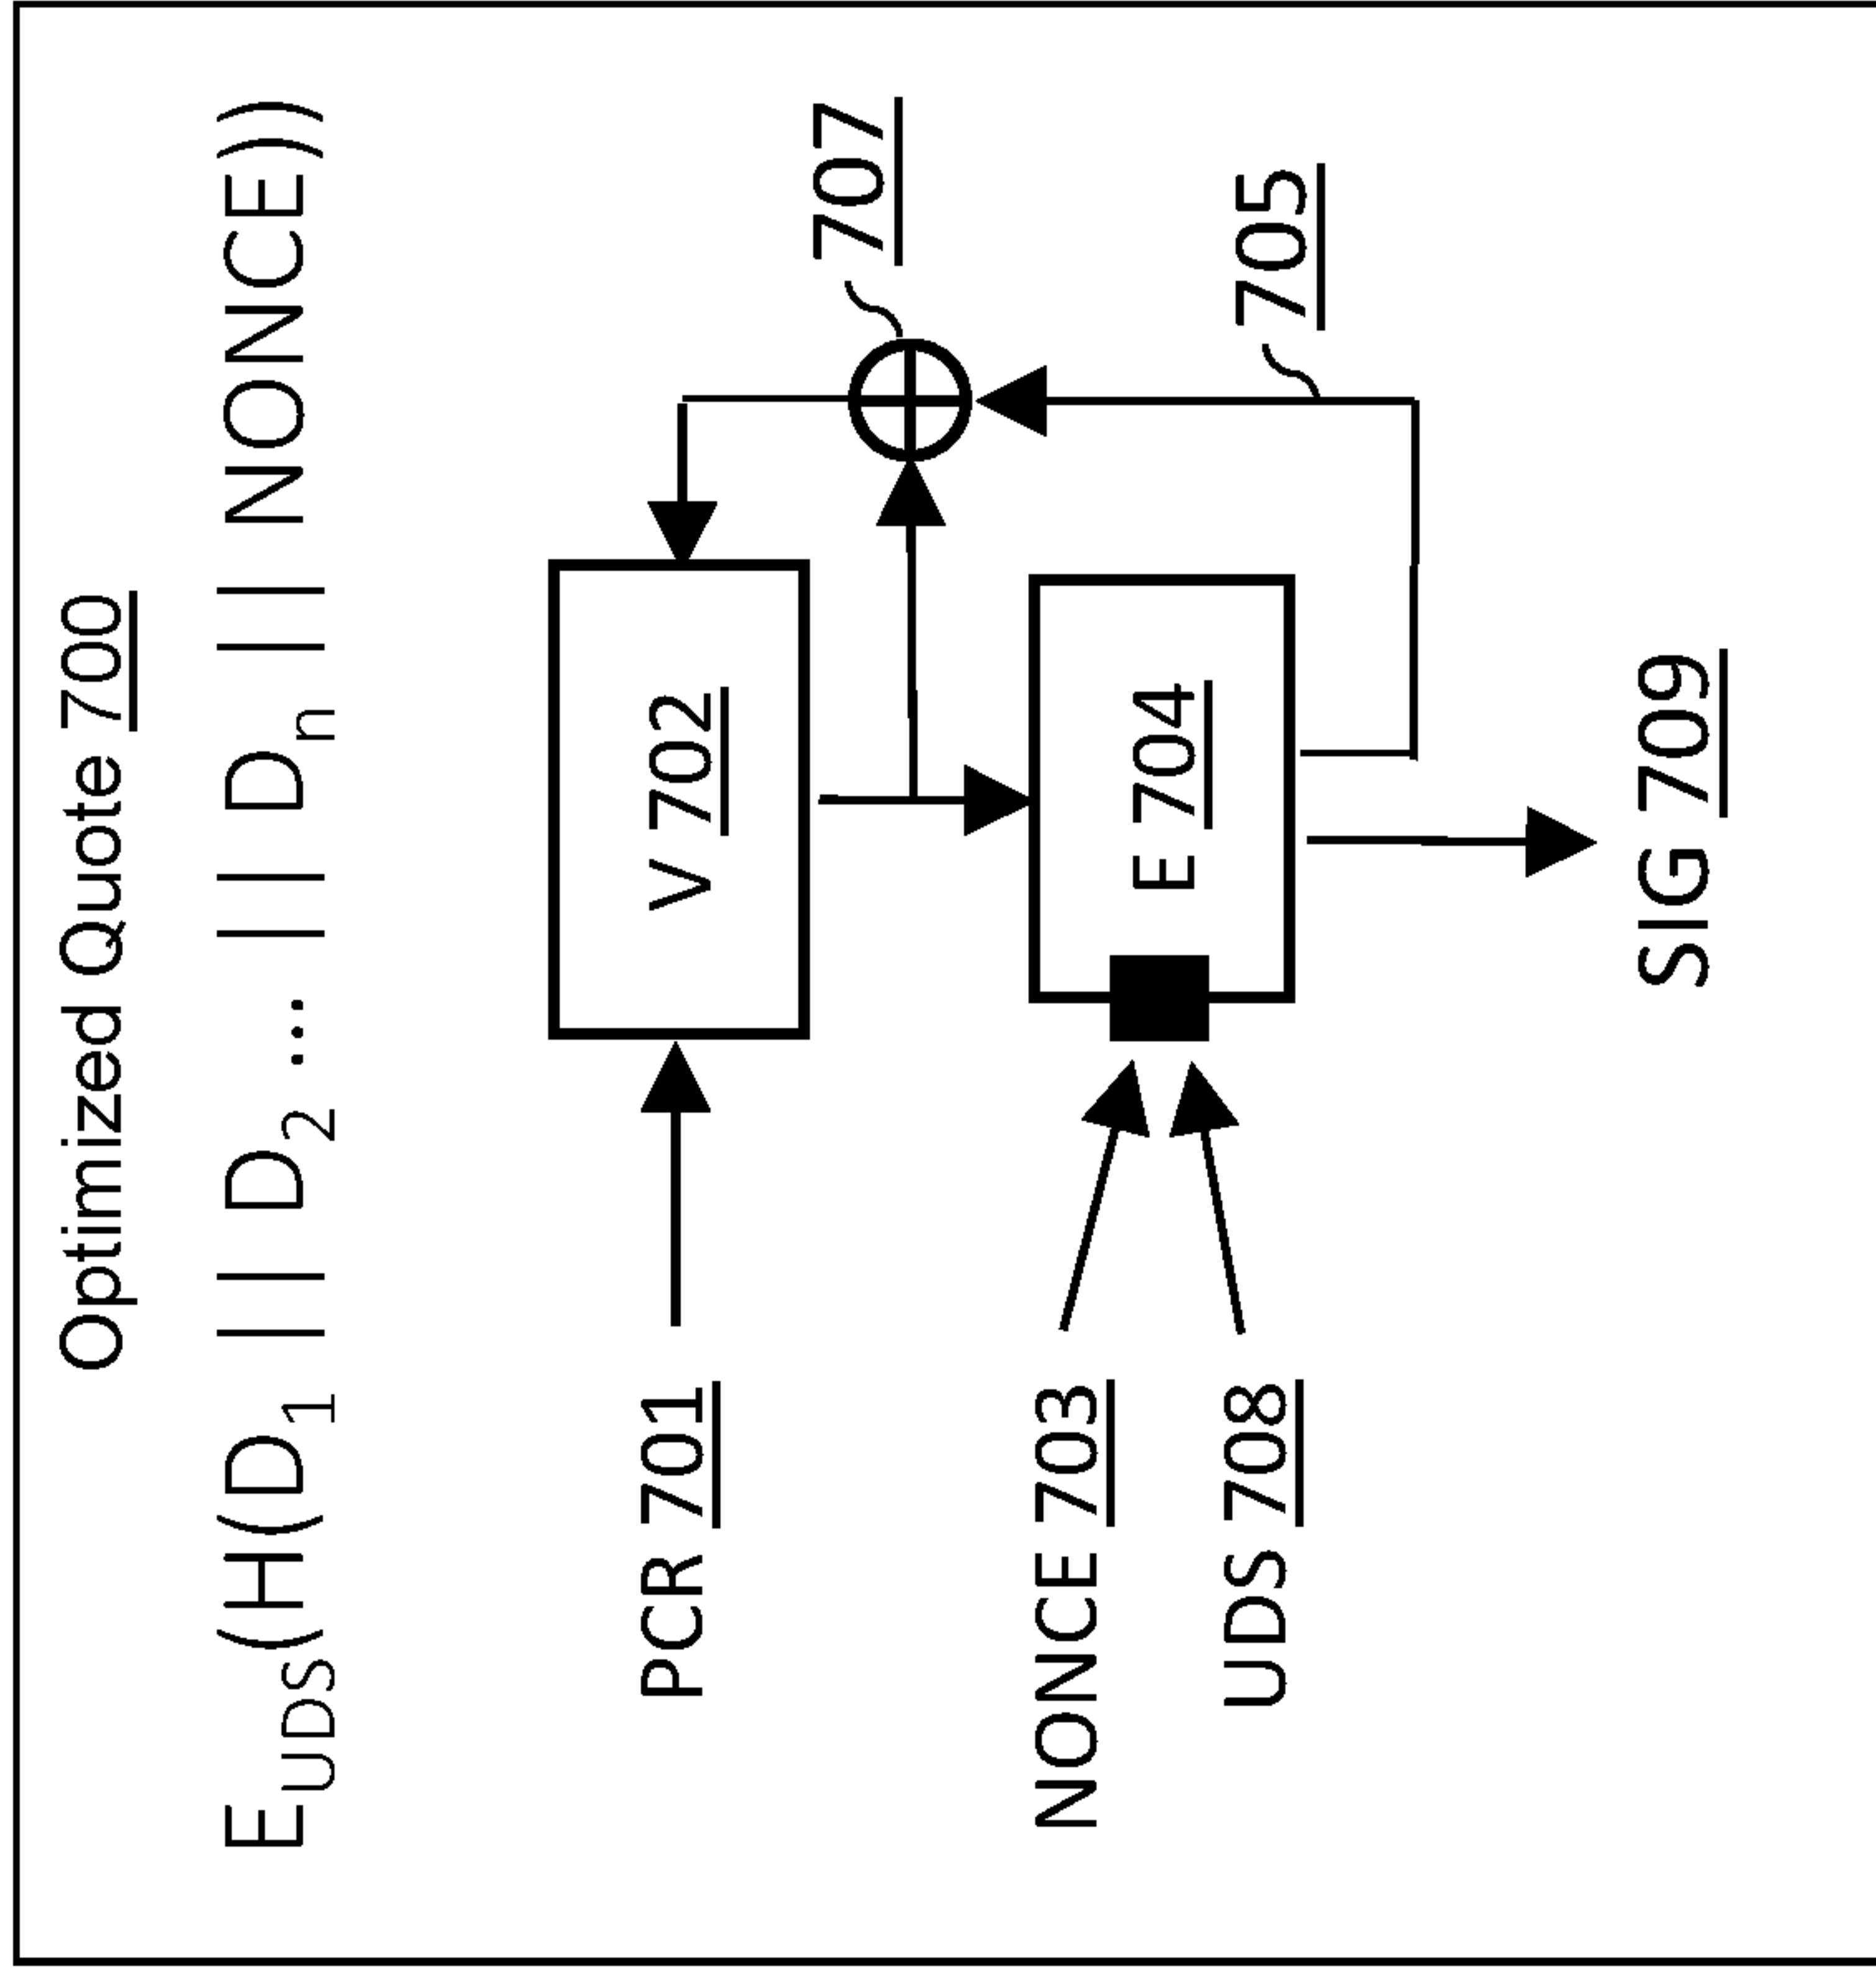 Optimized Quote 700
E_UDS(H(D_1 || D_2 ... || D_n || NONCE))
707
705
V 702
E 704
PCR 701
NONCE 703
UDS 708
SIG 709